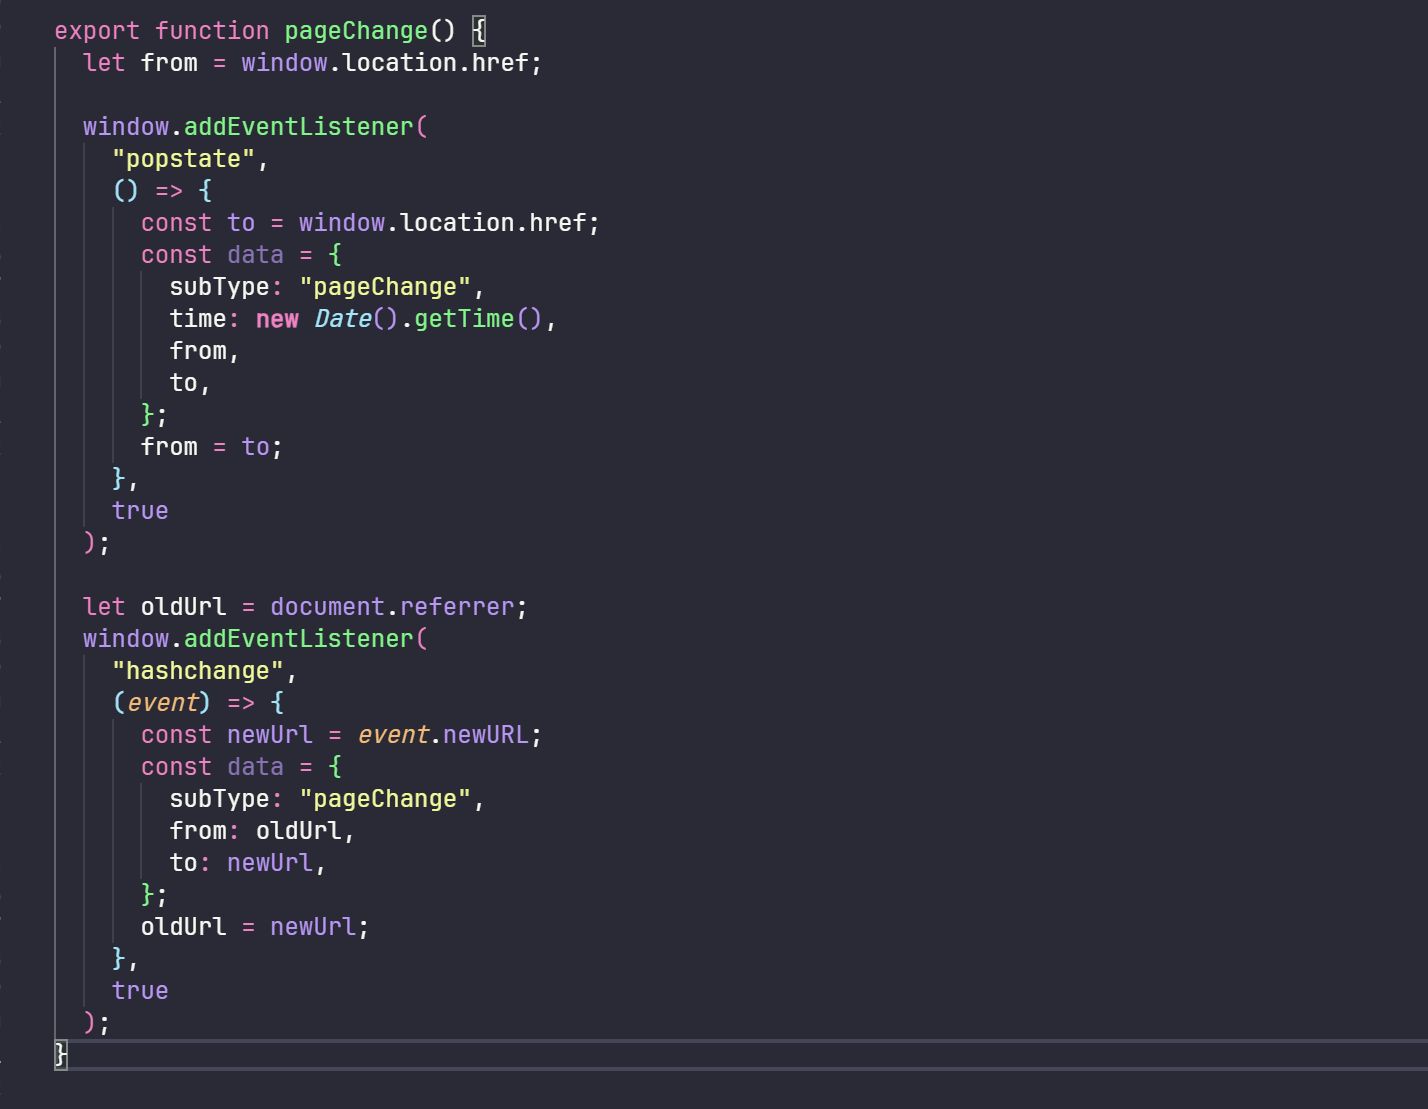 export function pageChange() {
let from = window.location.href;
window.addEventListener(
"popstate",
() => {
const to = window.location.href;
const data = {
subType: "pageChange",
time: new Date().getTime(),
from,
to,
};
from = to;
},
true
);
let oldUrl = document.referrer;
window.addEventListener(
"hashchange",
(event) => {
const newUrl = event.newURL;
const data = {
subType: "pageChange",
from: oldUrl,
to: newUrl,
};
oldUrl = newUrl;
},
true
);
}